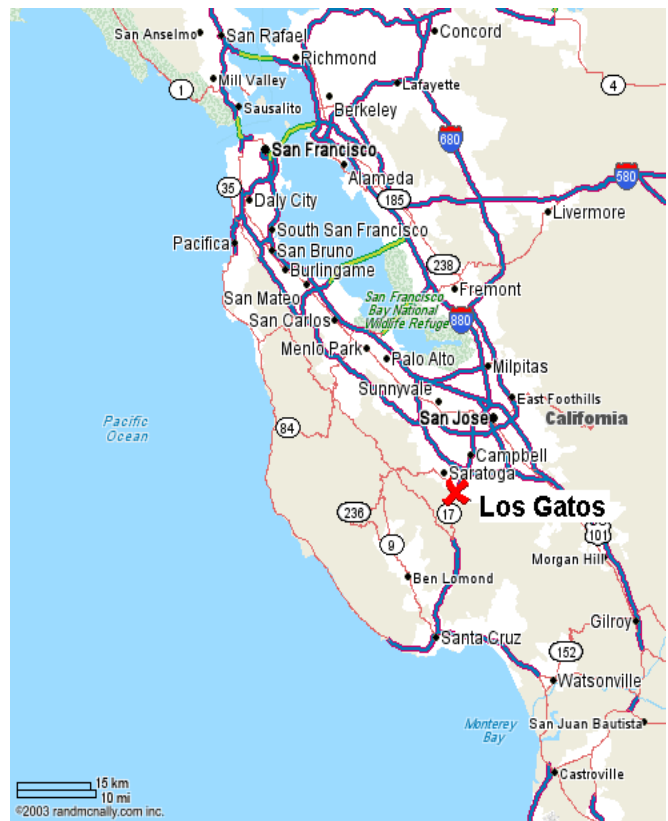 San Anselmo
San Rafael
Concord
Richmond
4
Mill Valley
Lafayette
1
Berkeley
Sausalito
680
San Francisco
Alameda
580
35
Daly City
185
Livermore
South San Francisco
Pacifica
San Bruno
238
Burlingame
Fremont
San Mateo
San Francisco
Bay National
Wildlife Refuge
San Carlos
880
Menlo Park
Palo Alto
Milpitas
Sunnyvale
East Foothills
San Jose
California
Pacific
Ocean
84
Campbell
Saratoga
Los Gatos
236
17
101
9
Morgan Hill
Ben Lomond
Gilroy
Santa Cruz
152
Watsonville
Monterey
Bay
San Juan Bautista
Castroville
15 km
10 mi
©2003 randmcnally.com inc.